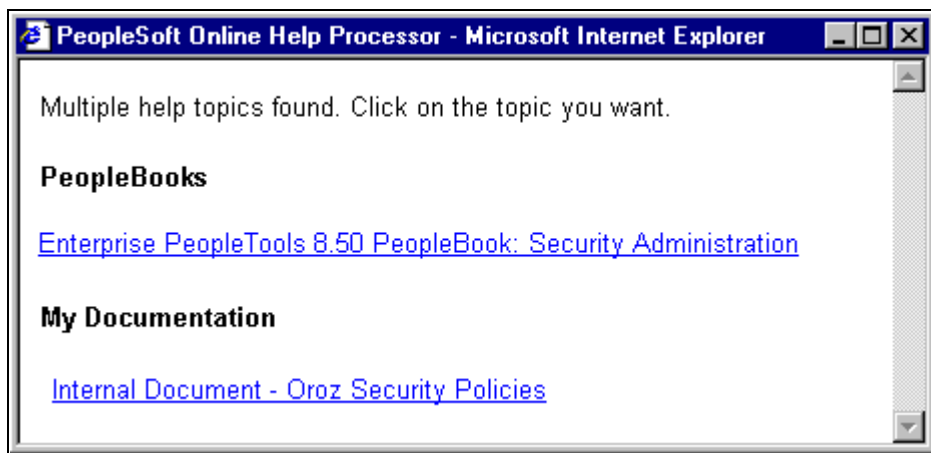 PeopleSoft Online Help Processor - Microsoft Internet Explorer
Multiple help topics found. Click on the topic you want.
PeopleBooks
Enterprise PeopleTools 8.50 PeopleBook: Security Administration
My Documentation
Internal Document - Oroz Security Policies